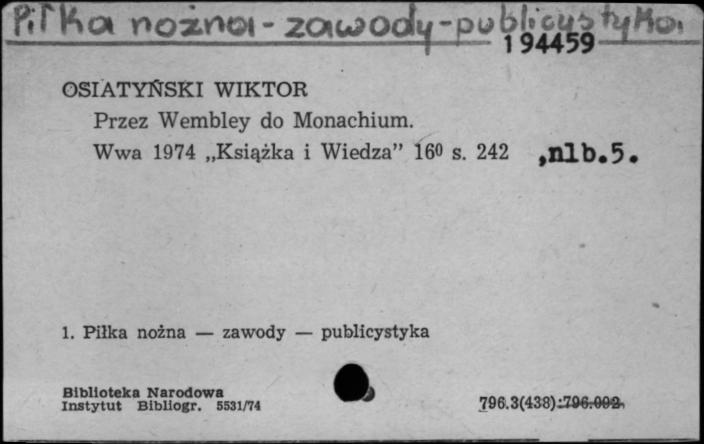 Piłka nożna - zawody - publicystyka
194459
OSIATYŃSKI WIKTOR
Przez Wembley do Monachium.
Wwa 1974 „Książka i Wiedza” 16⁰ s. 242 ,nlb.5.
1. Piłka nożna — zawody — publicystyka
Biblioteka Narodowa
Instytut Bibliogr. 5531/74
796.3(438):796.092.